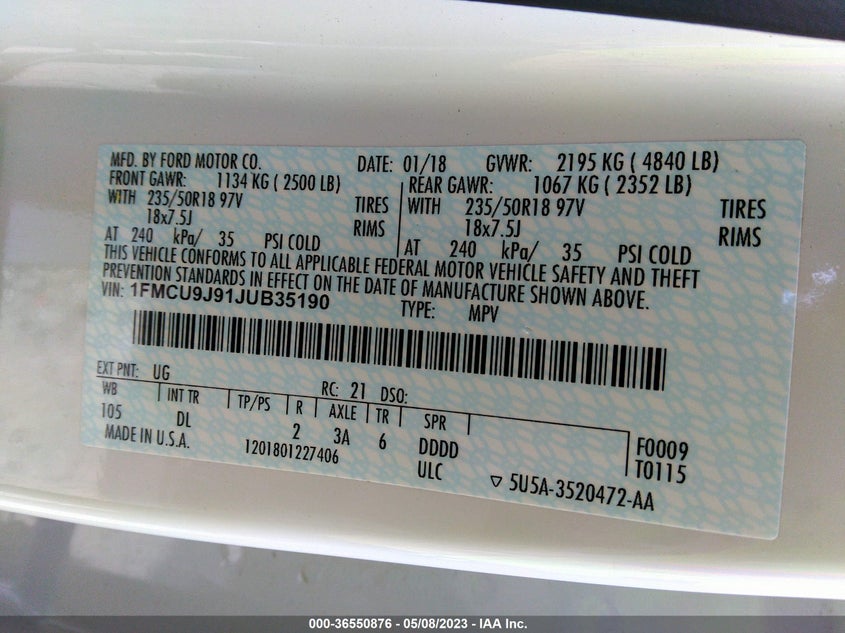 MFD. BY FORD MOTOR CO. DATE: 01/18 GVWR: 2195 KG ( 4840 LB)
FRONT GAWR: 1134 KG ( 2500 LB) REAR GAWR: 1067 KG ( 2352 LB)
WITH 235/50R18 97V TIRES WITH 235/50R18 97V TIRES
18x7.5J RIMS 18x7.5J RIMS
AT 240 kPa/ 35 PSI COLD AT 240 kPa/ 35 PSI COLD
THIS VEHICLE CONFORMS TO ALL APPLICABLE FEDERAL MOTOR VEHICLE SAFETY AND THEFT
PREVENTION STANDARDS IN EFFECT ON THE DATE OF MANUFACTURE SHOWN ABOVE.
VIN: 1FMCU9J91JUB35190 TYPE: MPV
EXT PNT: UG RC: 21 DSO:
WB INT TR TP/PS R AXLE TR SPR
105 DL 2 3A 6 DDDD F0009
MADE IN U.S.A. 1201801227406 ULC T0115
▽ 5U5A-3520472-AA
000-36550876 - 05/08/2023 - IAA Inc.